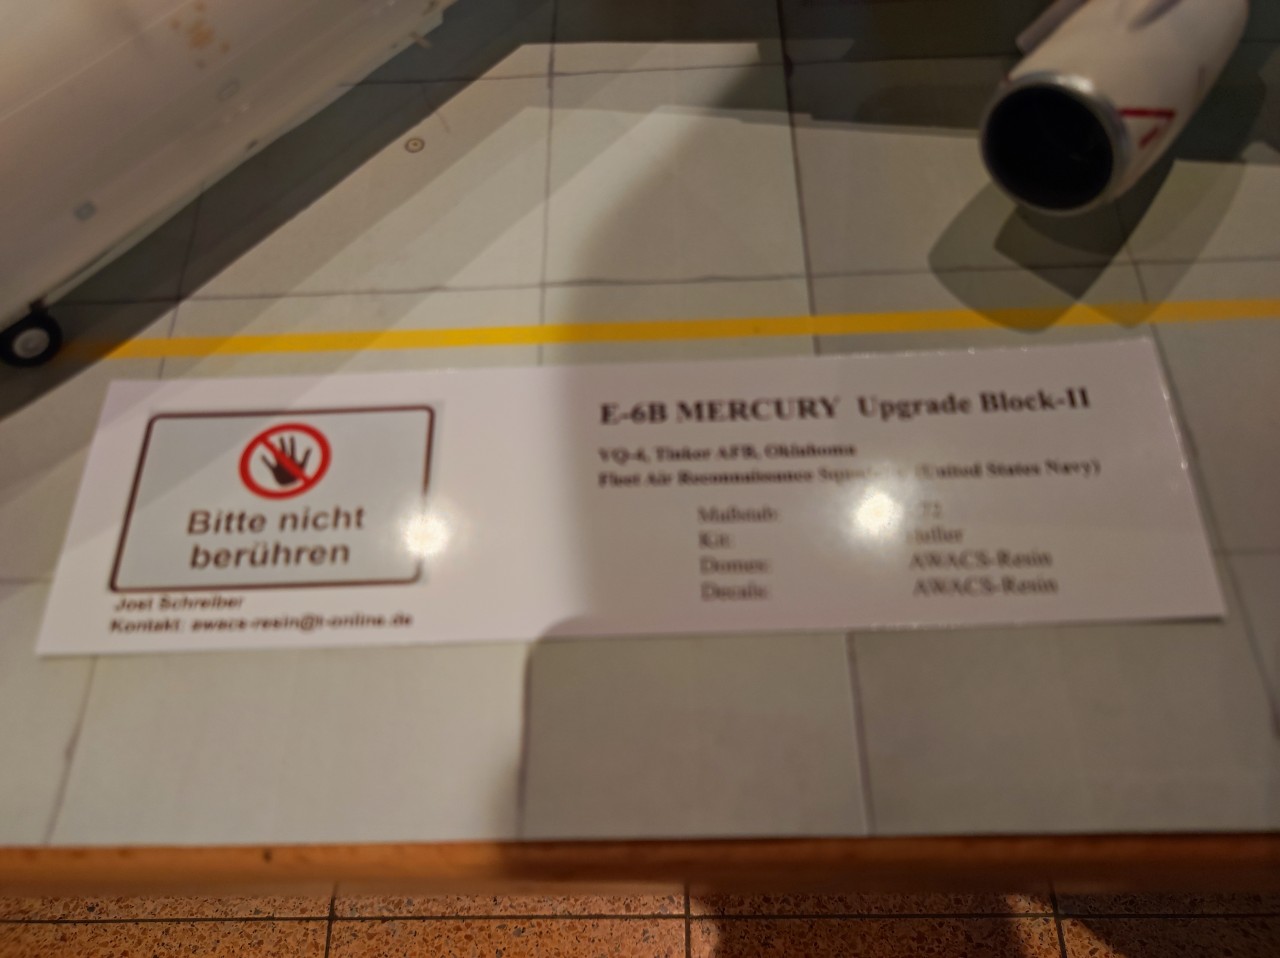 Bitte nicht
berühren
Joel Schreiber
Kontakt: awacs-resin@t-online.de
E-6B MERCURY Upgrade Block-II
VQ-4, Tinker AFB, Oklahoma
Fleet Air Reconnaissance (United States Navy)
Maßstab: 72
Kit:
Domes: AWACS-Resin
Decals: AWACS-Resin